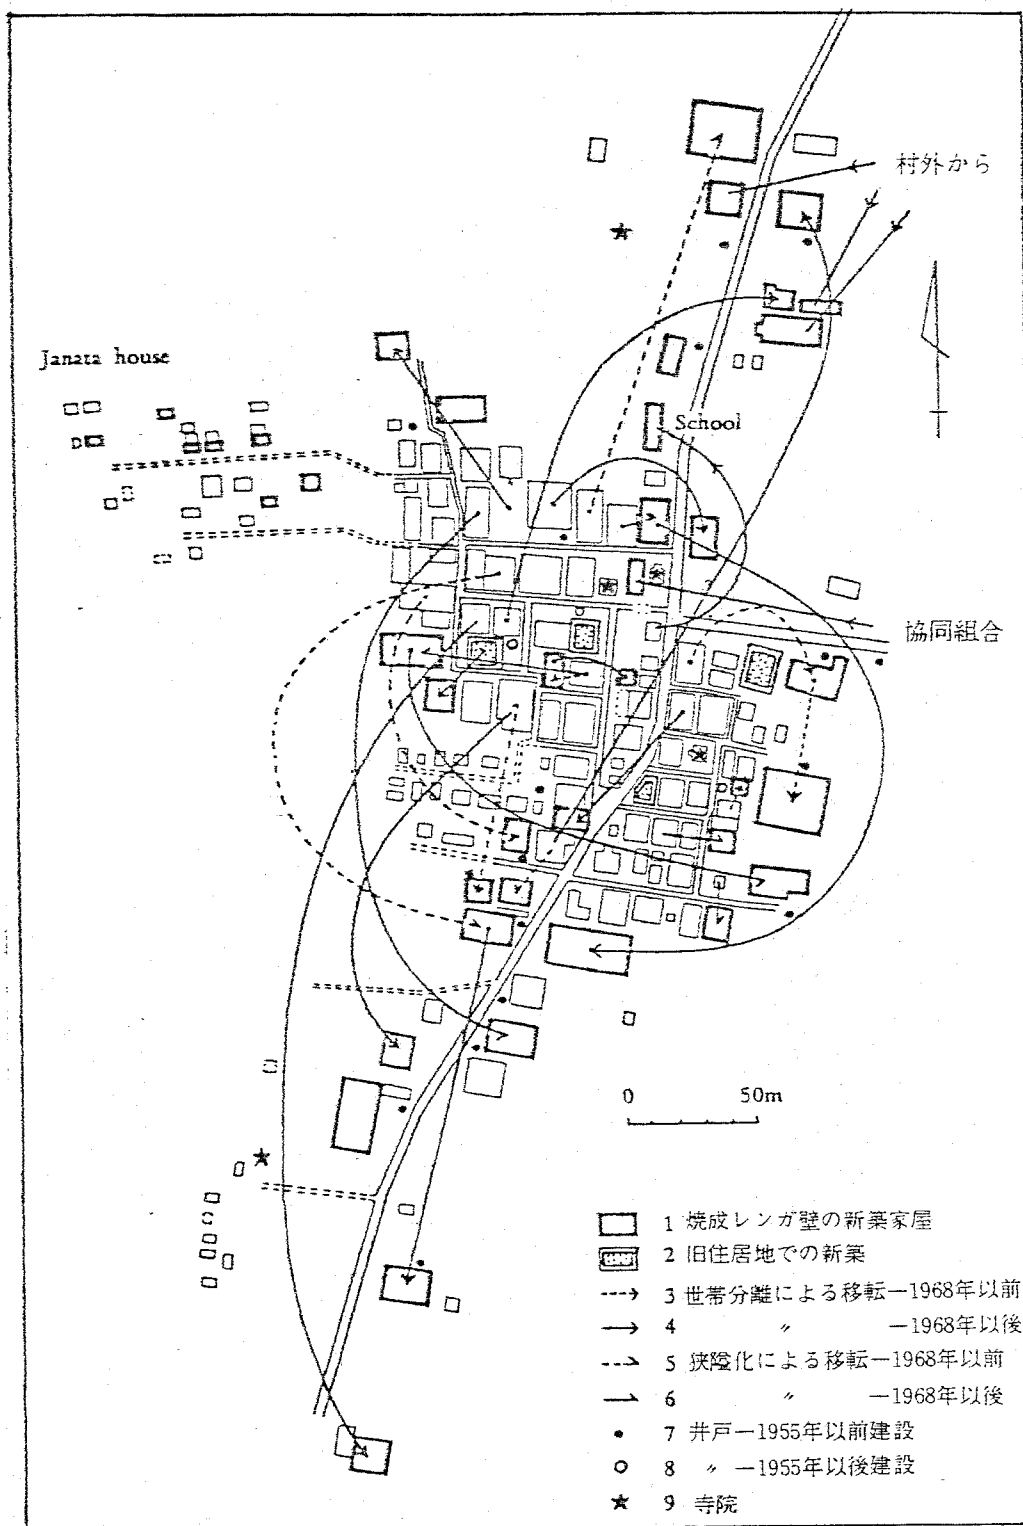 村外から
Janata house
School
協同組合
0 50m
1 焼成レンガ壁の新築家屋
2 旧住居地での新築
3 世帯分離による移転—1968年以前
4 〃 —1968年以後
5 狭隘化による移転—1968年以前
6 〃 —1968年以後
7 井戸—1955年以前建設
8 〃 —1955年以後建設
9 寺院